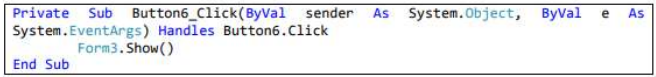 Private Sub Button6_Click(ByVal sender As System.Object, ByVal e As
System.EventArgs) Handles Button6.Click
Form3.Show()
End Sub